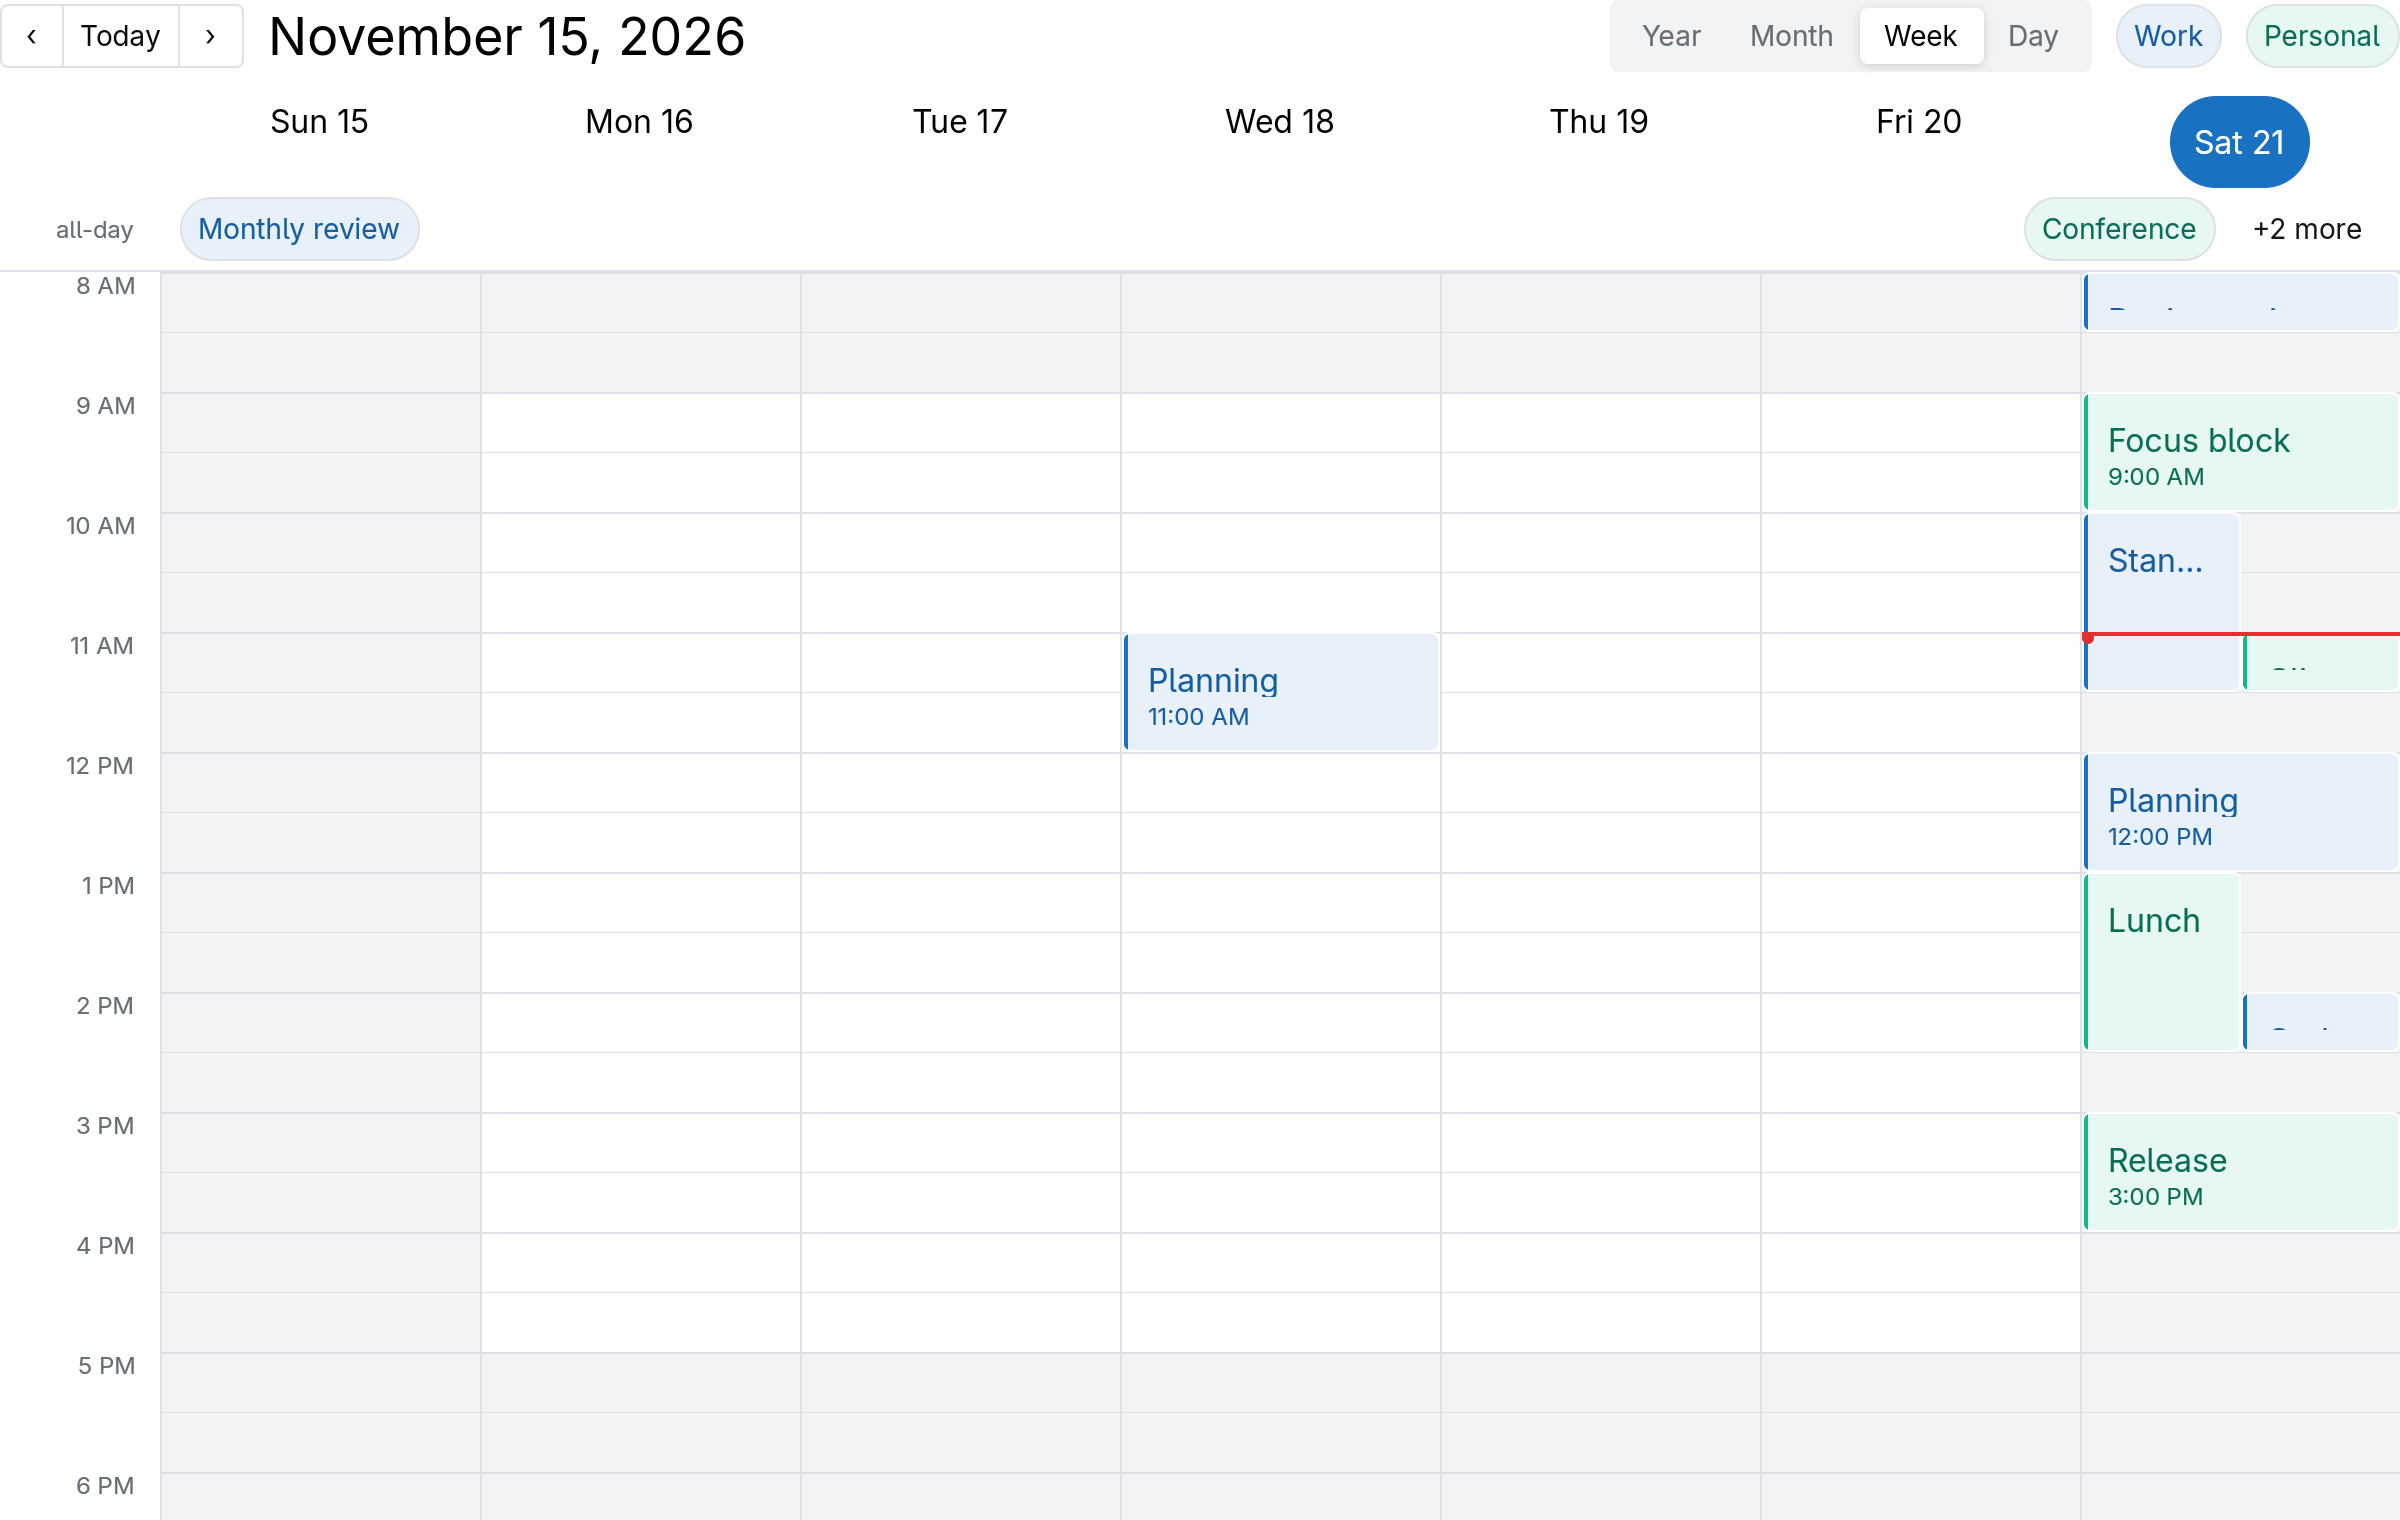 ‹ Today › November 15, 2026 Year Month Week Day Work Personal
Sun 15 Mon 16 Tue 17 Wed 18 Thu 19 Fri 20 Sat 21
all-day Monthly review Conference +2 more
8 AM
9 AM
Focus block
9:00 AM
10 AM
Stan...
11 AM
Planning
11:00 AM
12 PM
Planning
12:00 PM
1 PM
Lunch
2 PM
3 PM
Release
3:00 PM
4 PM
5 PM
6 PM